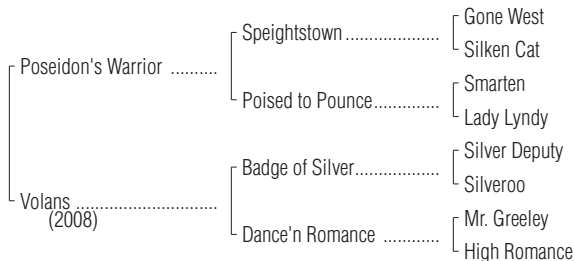 Gone West
Speightstown ..................
Silken Cat
Poseidon's Warrior ..........
Smarten
Poised to Pounce..............
Lady Lyndy
Silver Deputy
Badge of Silver..................
Silveroo
Volans ..............................
(2008)
Mr. Greeley
Dance'n Romance ............
High Romance